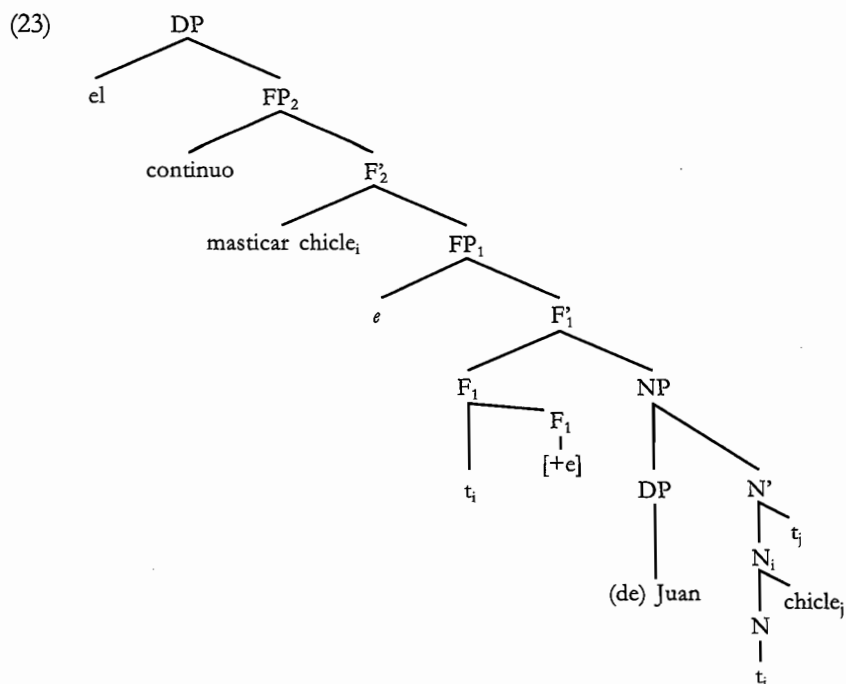 (23)
DP
el
FP₂
continuo
F'₂
masticar chicleᵢ
FP₁
e
F'₁
F₁ NP
F₁
[+e]
tᵢ
DP N'
tⱼ
Nᵢ
(de) Juan
chicleⱼ
N
tᵢ